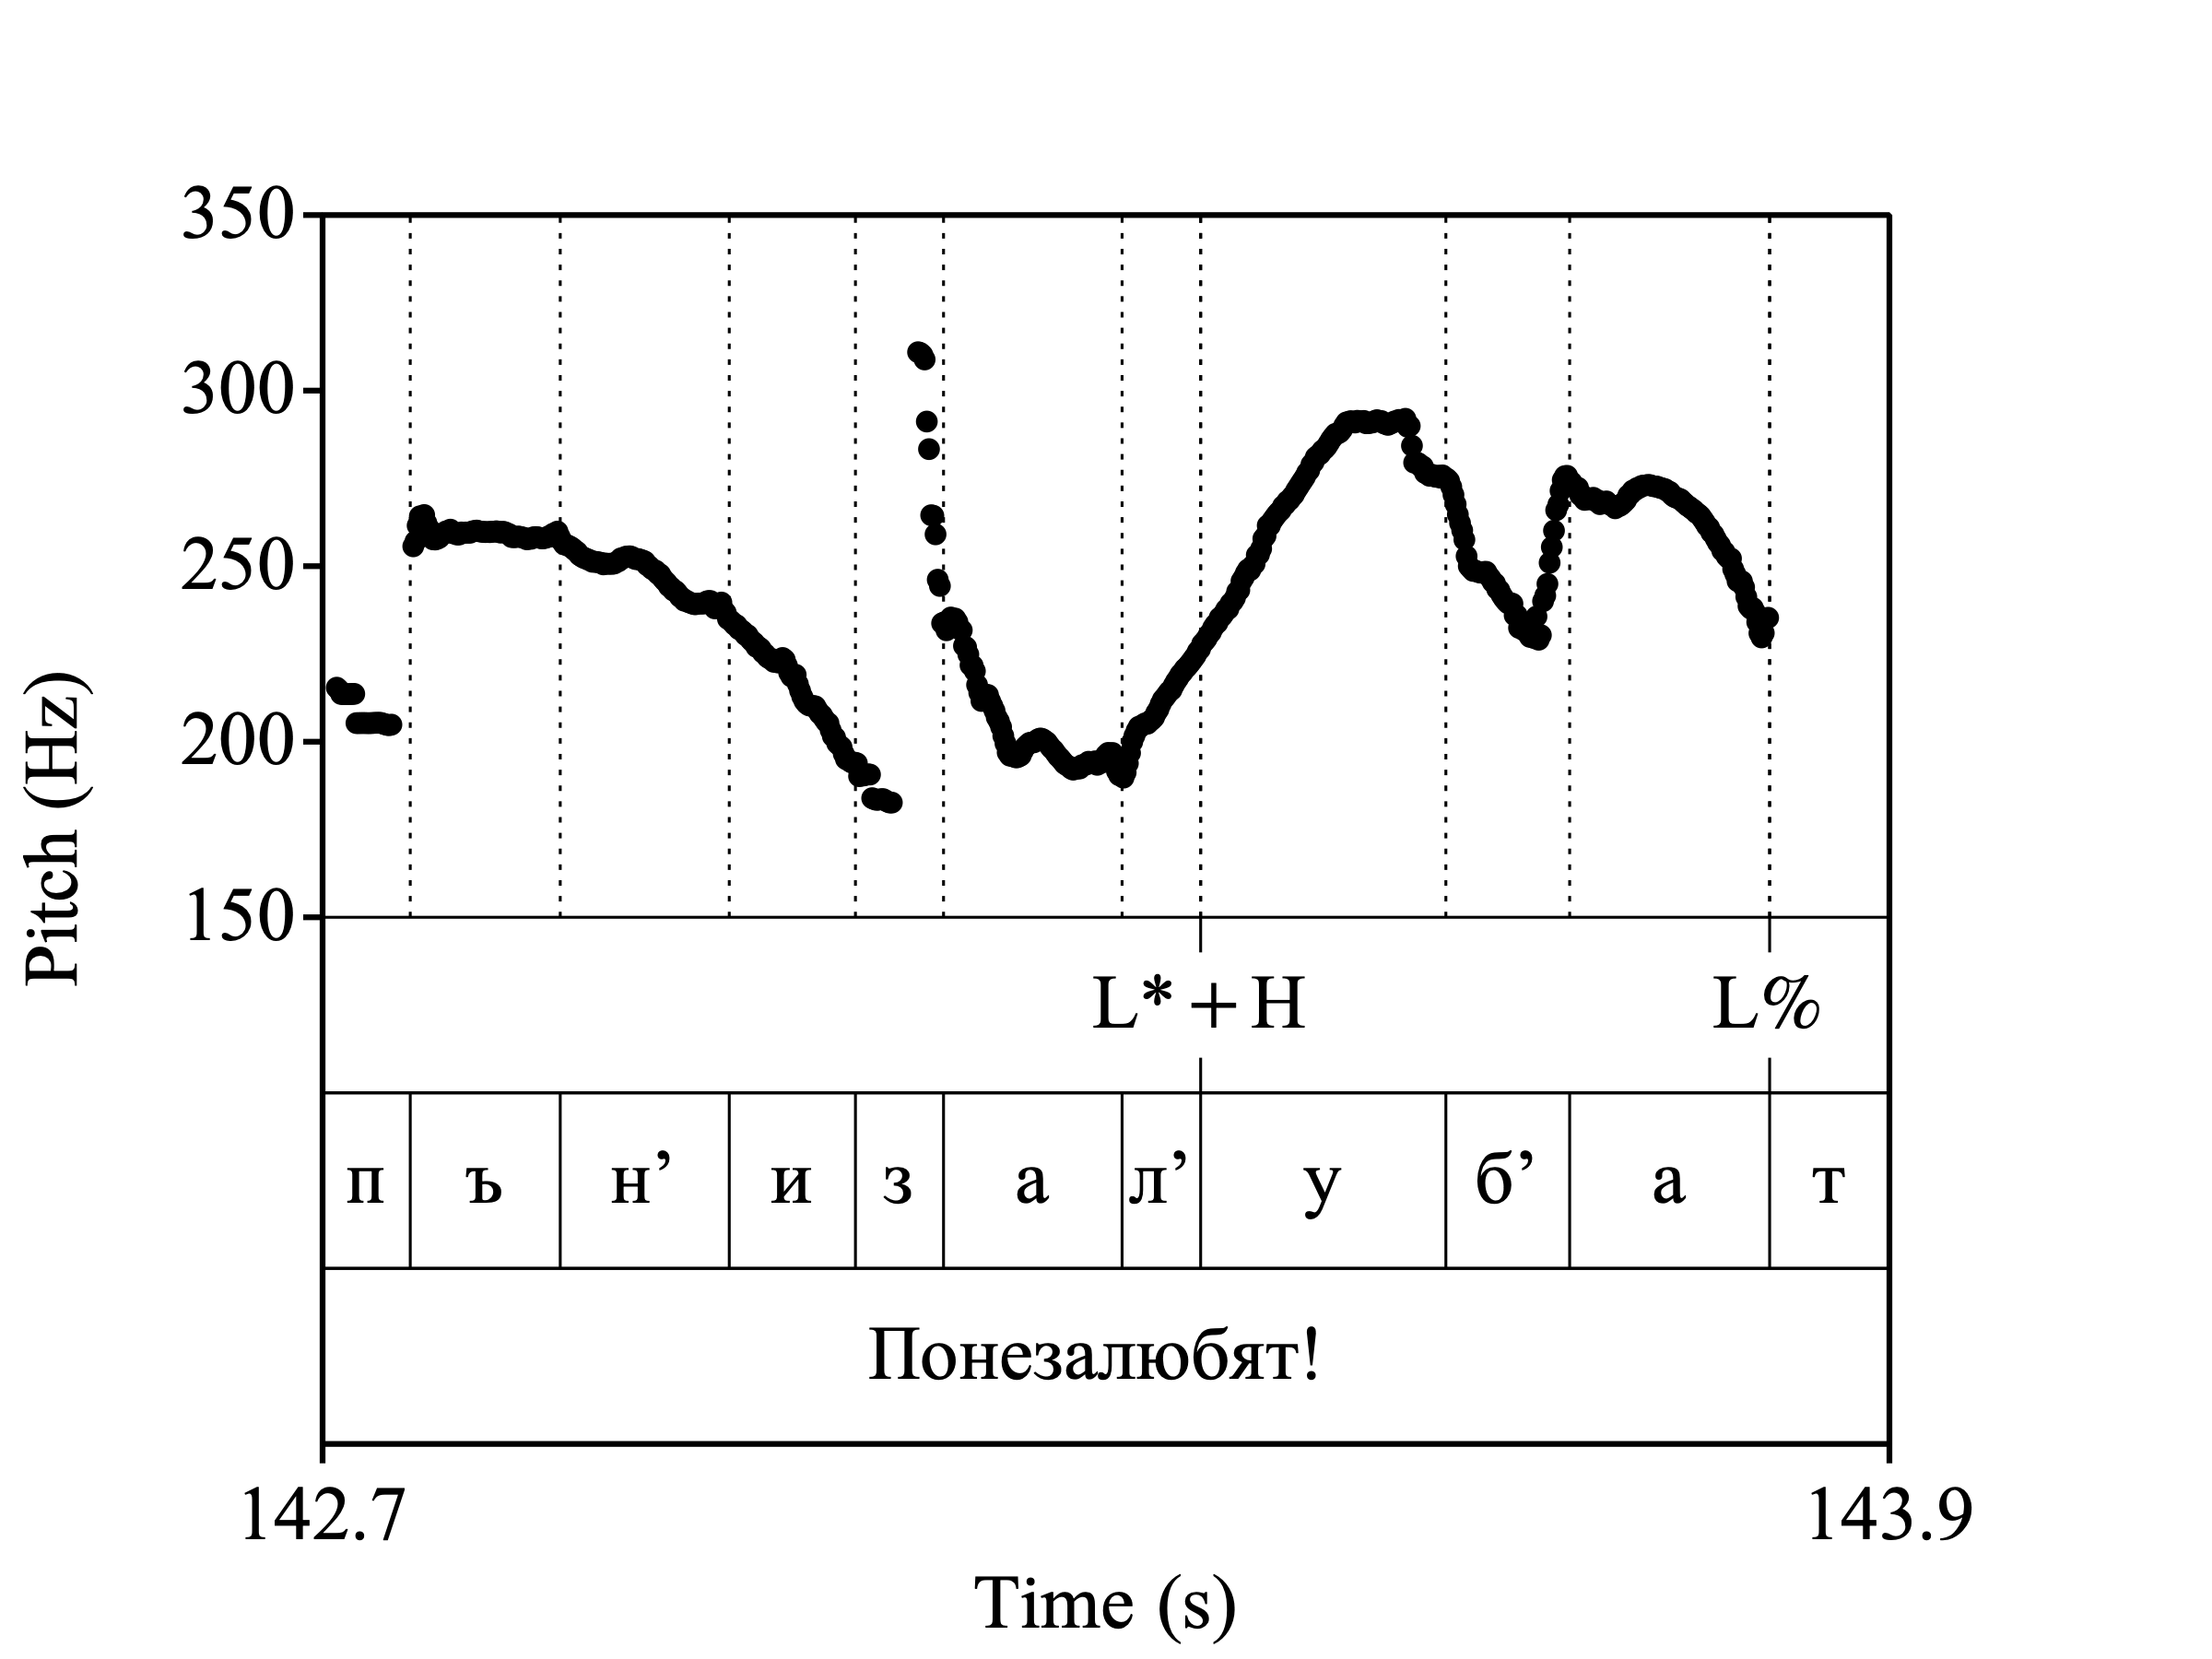 350
300
250
200
150
Pitch (Hz)
L*+H L%
п ъ н’ и з а л’ у б’ а т
Понезалюбят!
142.7 143.9
Time (s)